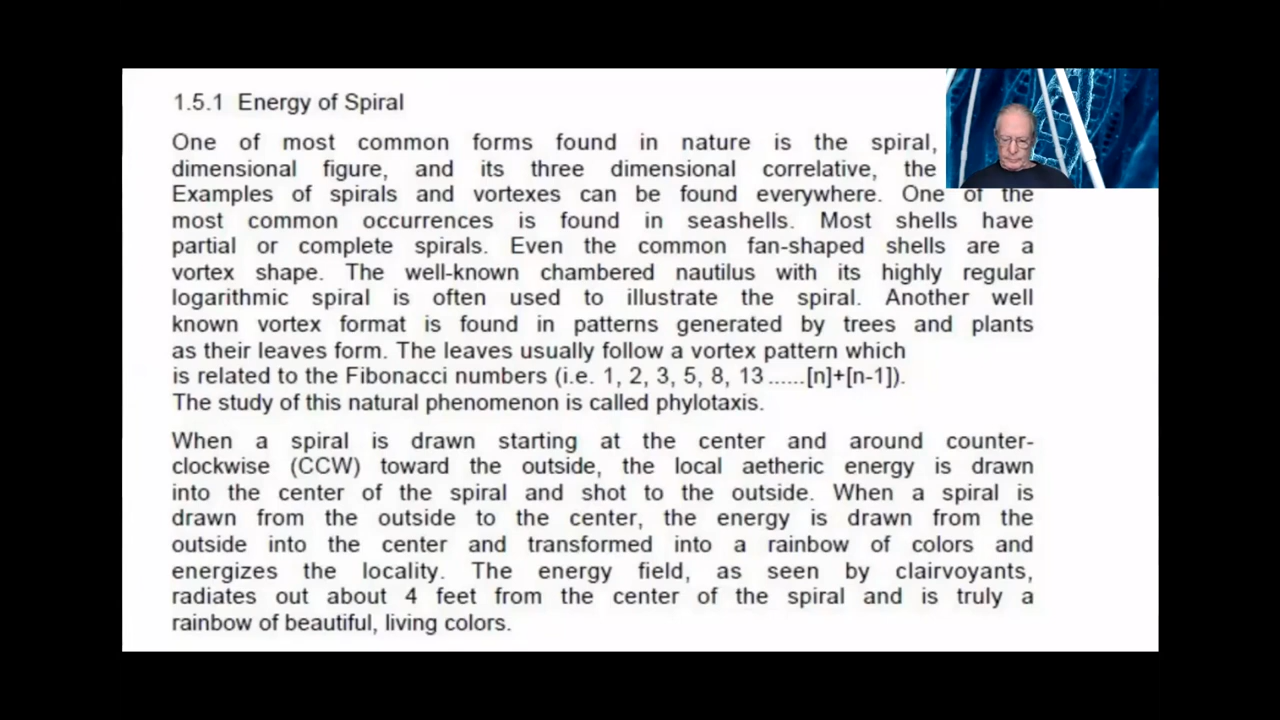 1.5.1 Energy of Spiral
One of most common forms found in nature is the spiral,
dimensional figure, and its three dimensional correlative, the
Examples of spirals and vortexes can be found everywhere. One of the
most common occurrences is found in seashells. Most shells have
partial or complete spirals. Even the common fan-shaped shells are a
vortex shape. The well-known chambered nautilus with its highly regular
logarithmic spiral is often used to illustrate the spiral. Another well
known vortex format is found in patterns generated by trees and plants
as their leaves form. The leaves usually follow a vortex pattern which
is related to the Fibonacci numbers (i.e. 1, 2, 3, 5, 8, 13 ......[n]+[n-1]).
The study of this natural phenomenon is called phylotaxis.
When a spiral is drawn starting at the center and around counter-
clockwise (CCW) toward the outside, the local aetheric energy is drawn
into the center of the spiral and shot to the outside. When a spiral is
drawn from the outside to the center, the energy is drawn from the
outside into the center and transformed into a rainbow of colors and
energizes the locality. The energy field, as seen by clairvoyants,
radiates out about 4 feet from the center of the spiral and is truly a
rainbow of beautiful, living colors.